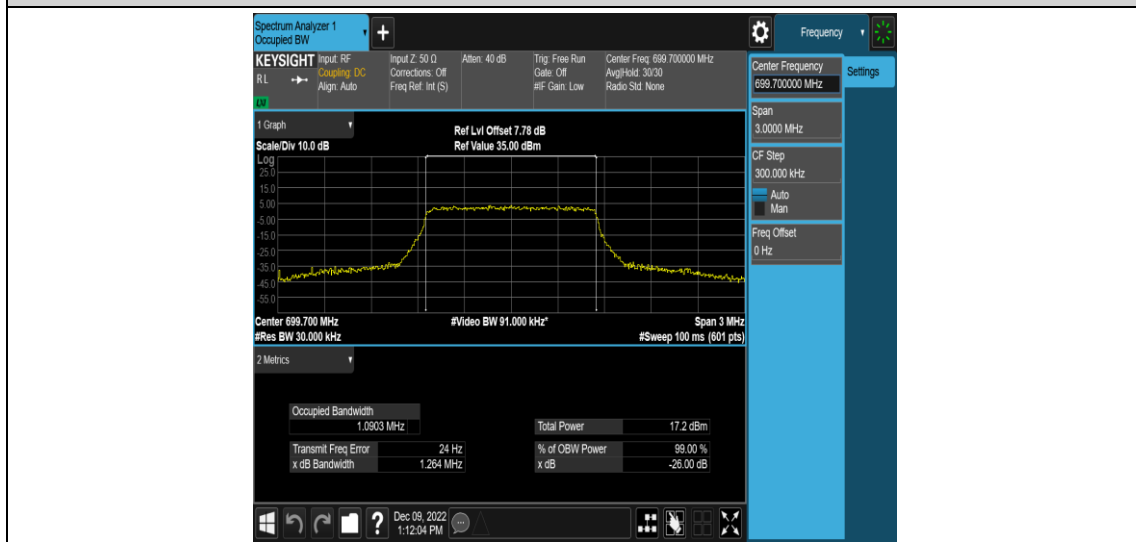 Spectrum Analyzer 1
Occupied BW
+
Frequency
KEYSIGHT
RL
LXI
Input: RF
Coupling: DC
Align: Auto
Input Z: 50 Ω
Corrections: Off
Freq Ref: Int (S)
Atten: 40 dB
Trig: Free Run
Gate: Off
#IF Gain: Low
Center Freq: 699.700000 MHz
Avg|Hold: 30/30
Radio Std: None
Center Frequency
699.700000 MHz
Settings
Span
3.0000 MHz
CF Step
300.000 kHz
Auto
Man
Freq Offset
0 Hz
1 Graph
Scale/Div 10.0 dB
Ref Lvl Offset 7.78 dB
Ref Value 35.00 dBm
Log
25.0
15.0
5.00
-5.00
-15.0
-25.0
-35.0
-45.0
-55.0
Center 699.700 MHz
#Res BW 30.000 kHz
#Video BW 91.000 kHz*
Span 3 MHz
#Sweep 100 ms (601 pts)
2 Metrics
Occupied Bandwidth
1.0903 MHz
Total Power 17.2 dBm
Transmit Freq Error 24 Hz
% of OBW Power 99.00 %
x dB Bandwidth 1.264 MHz
x dB -26.00 dB
?
Dec 09, 2022
1:12:04 PM